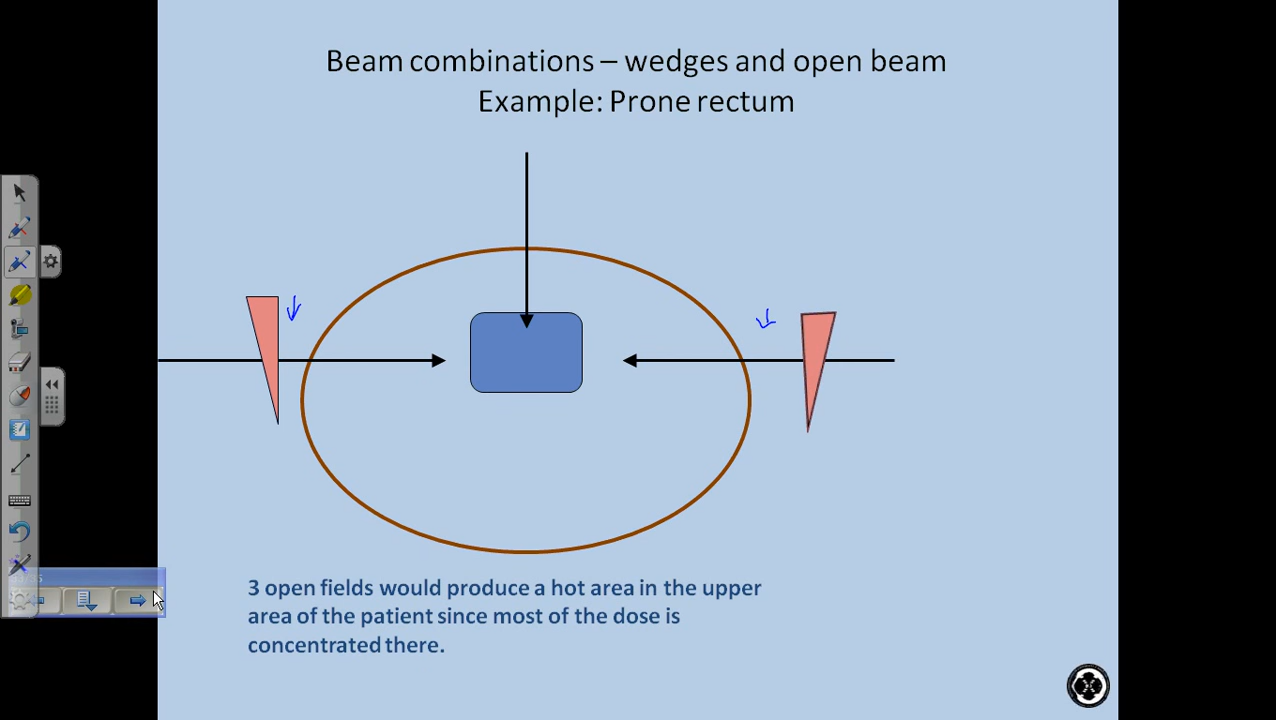 Beam combinations – wedges and open beam
Example: Prone rectum
3 open fields would produce a hot area in the upper
area of the patient since most of the dose is
concentrated there.